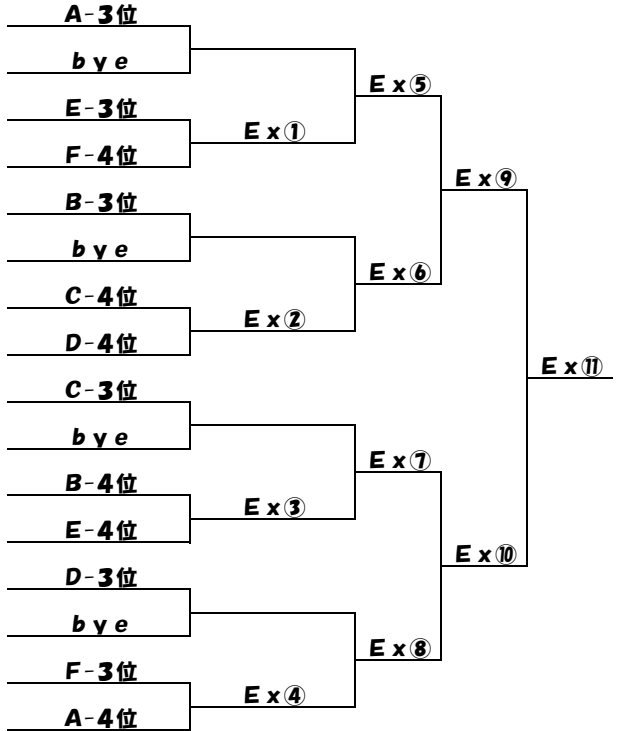 A-3位
bye
Ex⑤
E-3位
Ex①
F-4位
Ex⑨
B-3位
bye
Ex⑥
C-4位
Ex②
D-4位
Ex⑪
C-3位
bye
Ex⑦
B-4位
Ex③
E-4位
Ex⑩
D-3位
bye
Ex⑧
F-3位
Ex④
A-4位